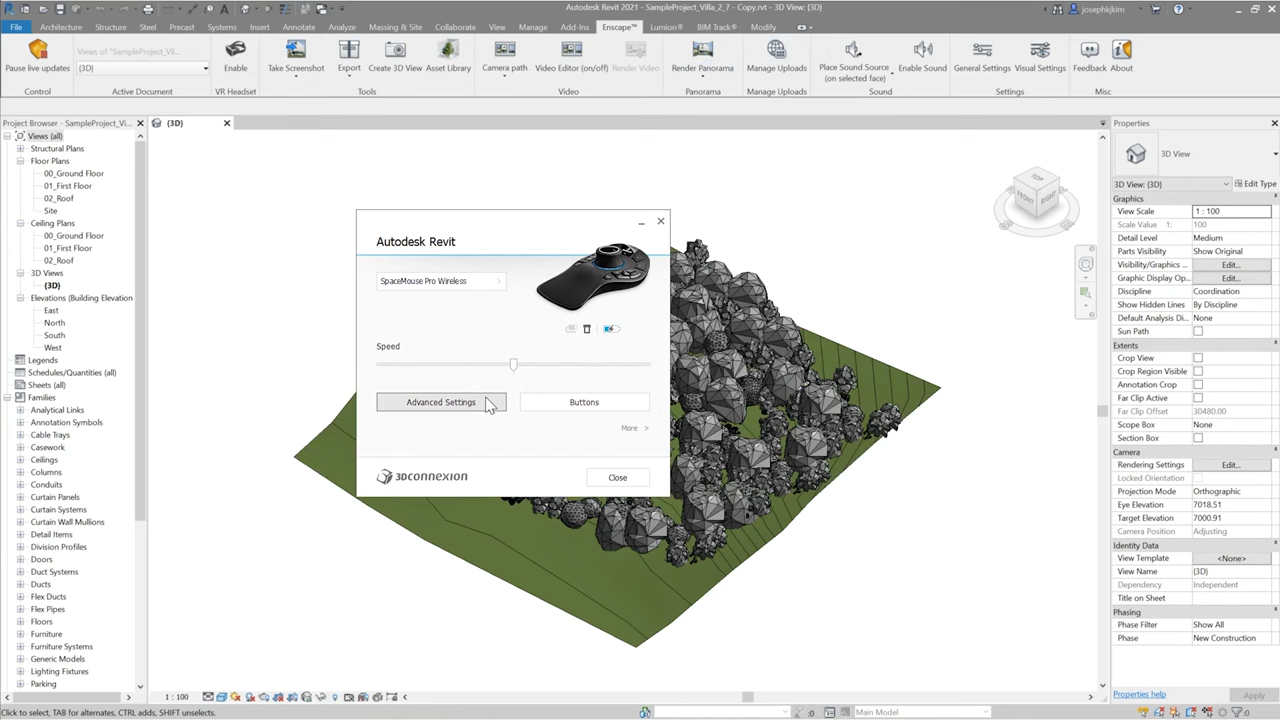 Autodesk Revit 2021 - SampleProject_Villa_2_7 - Copy.rvt - 3D View: {3D}
josephkjkim
File Architecture Structure Steel Precast Systems Insert Annotate Analyze Massing & Site Collaborate View Manage Add-Ins Enscape™ Lumion® BIM Track® Modify
Views of "SampleProject_Vil...
Pause live updates {3D} Enable Take Screenshot Export Create 3D View Asset Library Camera path Video Editor (on/off) Render Video Render Panorama Manage Uploads Place Sound Source (on selected face) Enable Sound General Settings Visual Settings Feedback About
Control Active Document VR Headset Tools Video Panorama Manage Uploads Sound Settings Misc
Project Browser - SampleProject_Vi...
{3D}
Properties
Views (all)
Structural Plans
Floor Plans
00_Ground Floor
01_First Floor
02_Roof
Site
Ceiling Plans
00_Ground Floor
01_First Floor
02_Roof
3D Views
{3D}
Elevations (Building Elevation
East
North
South
West
Legends
Schedules/Quantities (all)
Sheets (all)
Families
Analytical Links
Annotation Symbols
Cable Trays
Casework
Ceilings
Columns
Conduits
Curtain Panels
Curtain Systems
Curtain Wall Mullions
Detail Items
Division Profiles
Doors
Duct Systems
Ducts
Flex Ducts
Flex Pipes
Floors
Furniture
Furniture Systems
Generic Models
Lighting Fixtures
Parking
Autodesk Revit
SpaceMouse Pro Wireless
Speed
Advanced Settings Buttons
More >
3DCONNEXION Close
TOP
FRONT RIGHT
3D View
3D View: {3D} Edit Type
Graphics
View Scale 1 : 100
Scale Value 1: 100
Detail Level Medium
Parts Visibility Show Original
Visibility/Graphics ... Edit...
Graphic Display Op... Edit...
Discipline Coordination
Show Hidden Lines By Discipline
Default Analysis Di... None
Sun Path
Extents
Crop View
Crop Region Visible
Annotation Crop
Far Clip Active
Far Clip Offset 30480.00
Scope Box None
Section Box
Camera
Rendering Settings Edit...
Locked Orientation
Projection Mode Orthographic
Eye Elevation 7018.51
Target Elevation 7000.91
Camera Position Adjusting
Identity Data
View Template <None>
View Name {3D}
Dependency Independent
Title on Sheet
Phasing
Phase Filter Show All
Phase New Construction
Properties help Apply
1 : 100
Click to select, TAB for alternates, CTRL adds, SHIFT unselects. :0 Main Model :0